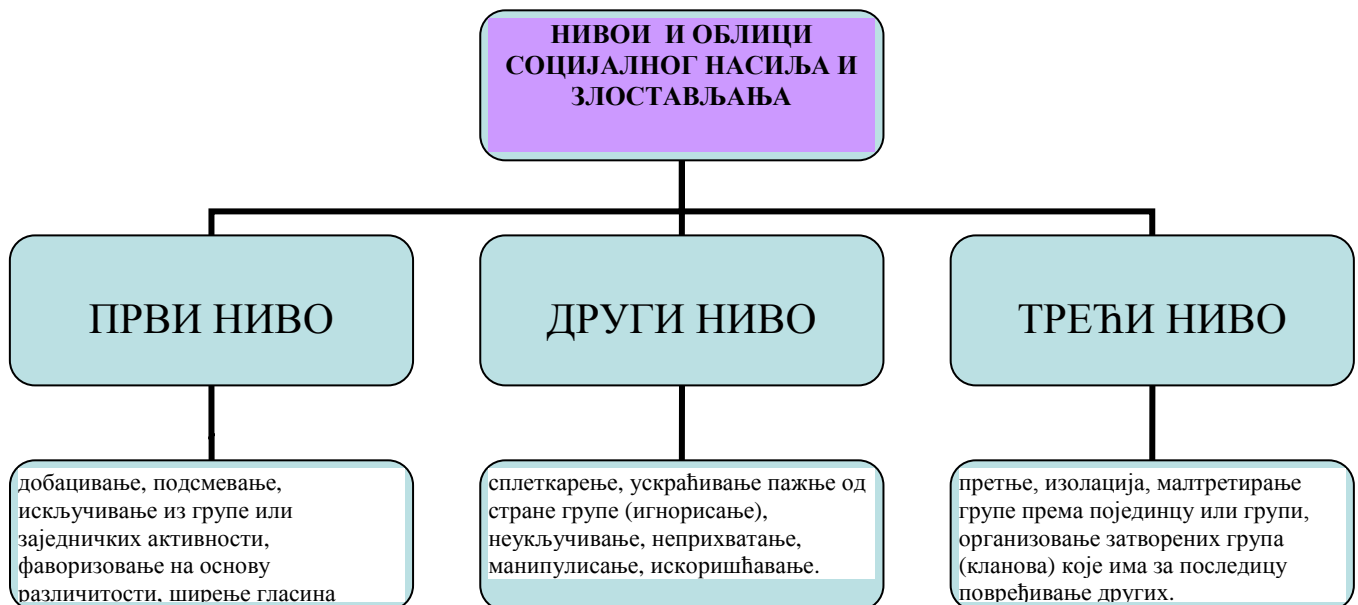 НИВОИ И ОБЛИЦИ
СОЦИЈАЛНОГ НАСИЉА И
ЗЛОСТАВЉАЊА
ПРВИ НИВО
ДРУГИ НИВО
ТРЕЋИ НИВО
добацивање, подсмевање,
искључивање из групе или
заједничких активности,
фаворизовање на основу
различитости, ширење гласина
сплеткарење, ускраћивање пажње од
стране групе (игнорисање),
неукључивање, неприхватање,
манипулисање, искоришћавање.
претње, изолација, малтретирање
групе према појединцу или групи,
организовање затворених група
(кланова) које има за последицу
повређивање других.